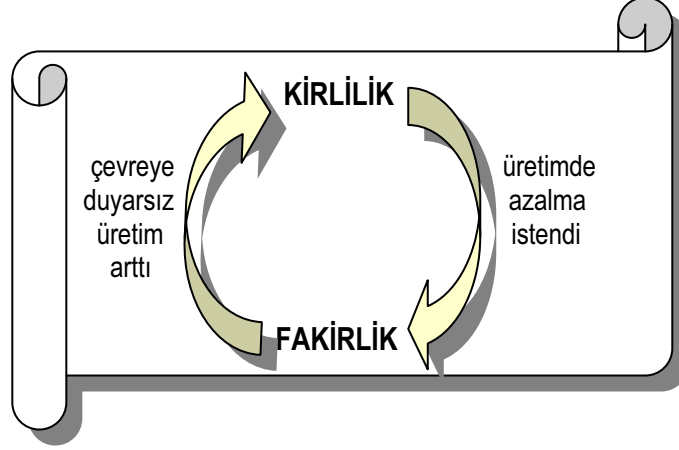 KİRLİLİK
çevreye
duyarsız
üretim
arttı
üretimde
azalma
istendi
FAKİRLİK